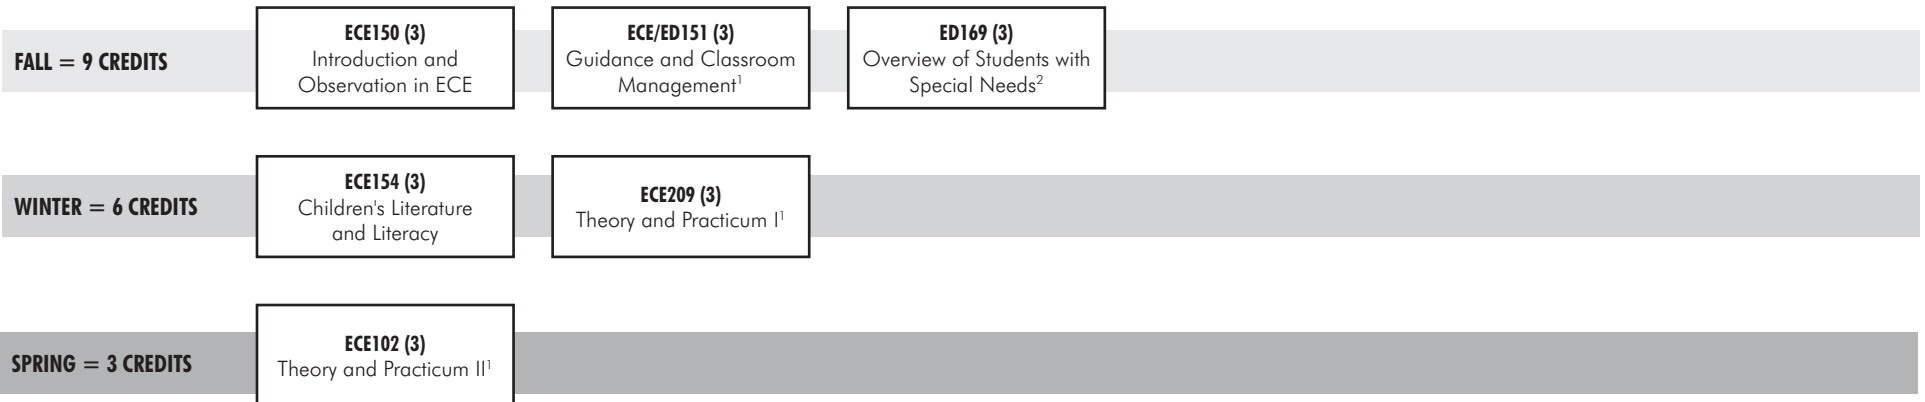 FALL = 9 CREDITS
ECE150 (3)
Introduction and
Observation in ECE
ECE/ED151 (3)
Guidance and Classroom
Management¹
ED169 (3)
Overview of Students with
Special Needs²
WINTER = 6 CREDITS
ECE154 (3)
Children's Literature
and Literacy
ECE209 (3)
Theory and Practicum I¹
SPRING = 3 CREDITS
ECE102 (3)
Theory and Practicum II¹